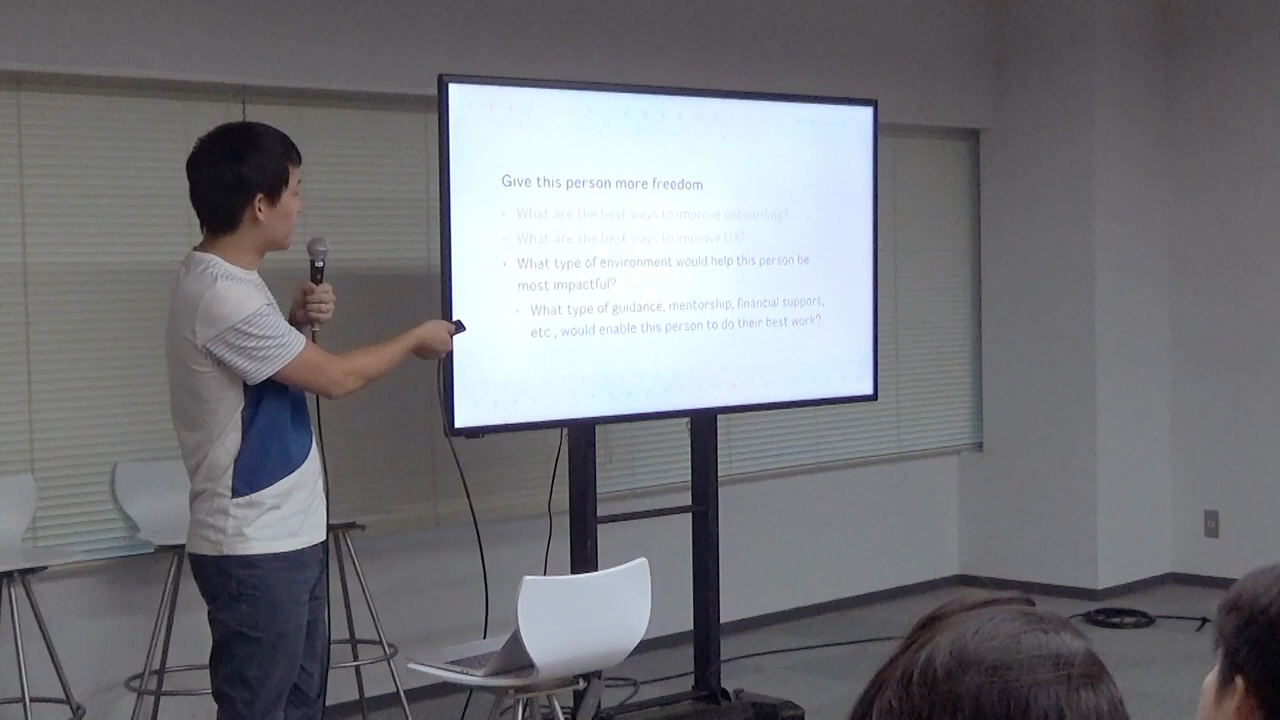 Give this person more freedom
• What are the best ways to improve onboarding?
• What are the best ways to improve UX?
• What type of environment would help this person be
most impactful?
• What type of guidance, mentorship, financial support,
etc., would enable this person to do their best work?